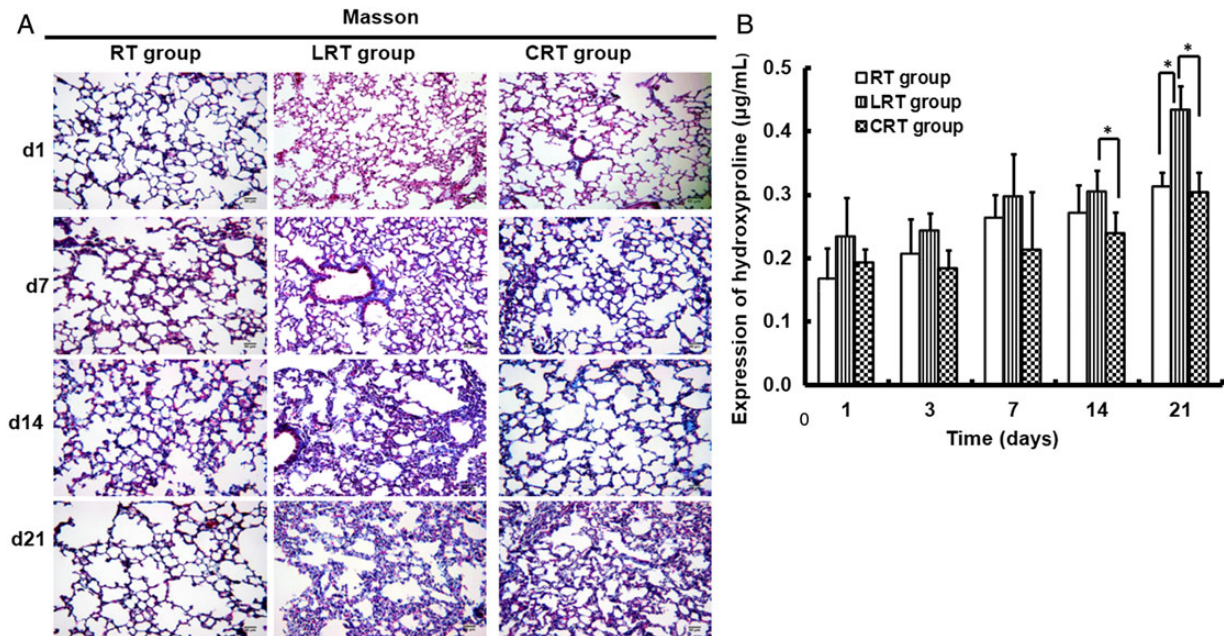 A
Masson
RT group
LRT group
CRT group
d1
d7
d14
d21
B
Expression of hydroxyproline (µg/mL)
0.5
0.4
0.3
0.2
0.1
0.0
RT group
LRT group
CRT group
*
*
*
0
1
3
7
14
21
Time (days)